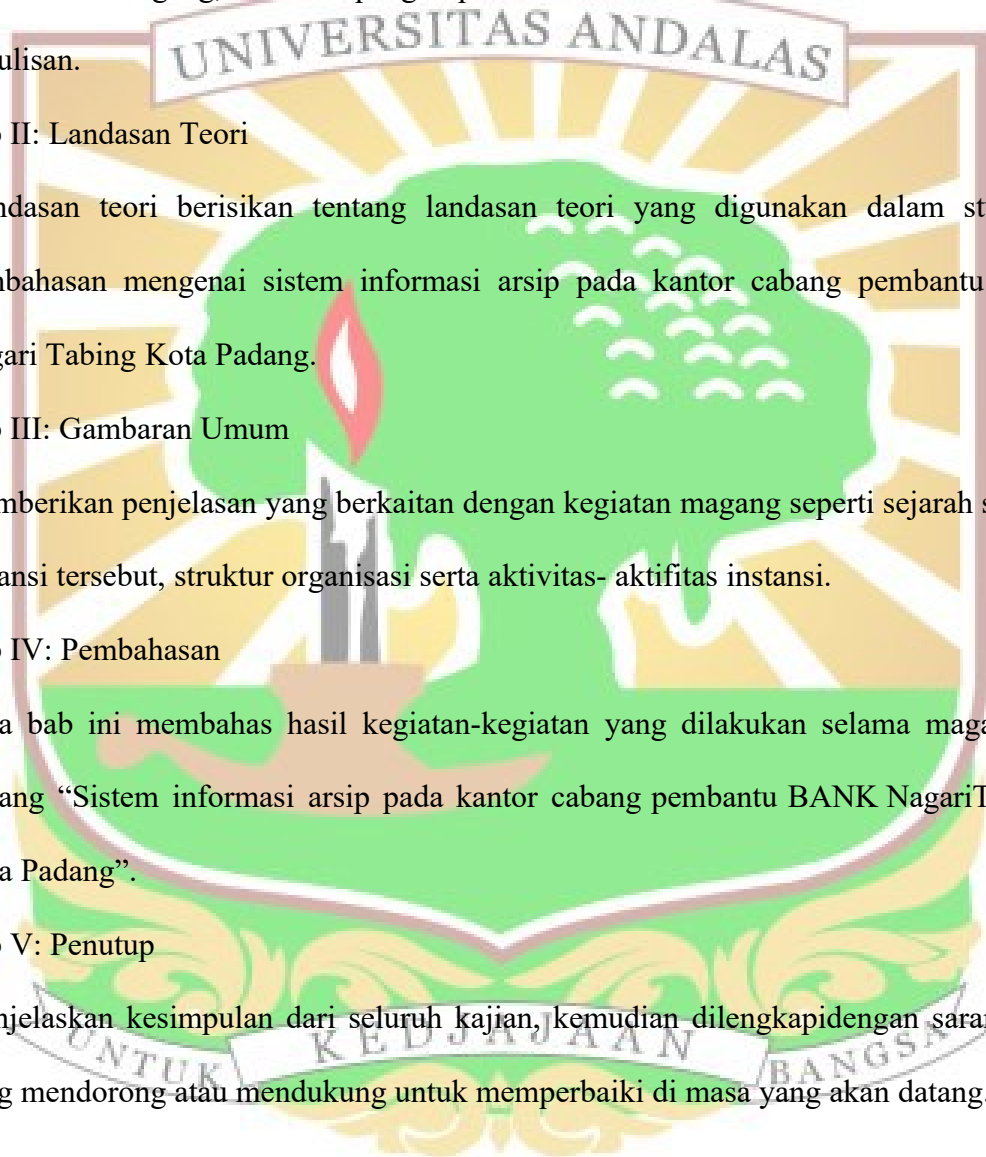 UNIVERSITAS ANDALAS
ulisan.
II: Landasan Teori
ndasan teori berisikan tentang landasan teori yang digunakan dalam st
mbahasan mengenai sistem informasi arsip pada kantor cabang pembantu
gari Tabing Kota Padang.
III: Gambaran Umum
mberikan penjelasan yang berkaitan dengan kegiatan magang seperti sejarah s
ansi tersebut, struktur organisasi serta aktivitas- aktifitas instansi.
IV: Pembahasan
a bab ini membahas hasil kegiatan-kegiatan yang dilakukan selama maga
ang “Sistem informasi arsip pada kantor cabang pembantu BANK NagariT
a Padang”.
V: Penutup
njelaskan kesimpulan dari seluruh kajian, kemudian dilengkapidengan saran
UNTUK KEDJAJAAN BANGSA
g mendorong atau mendukung untuk memperbaiki di masa yang akan datang.